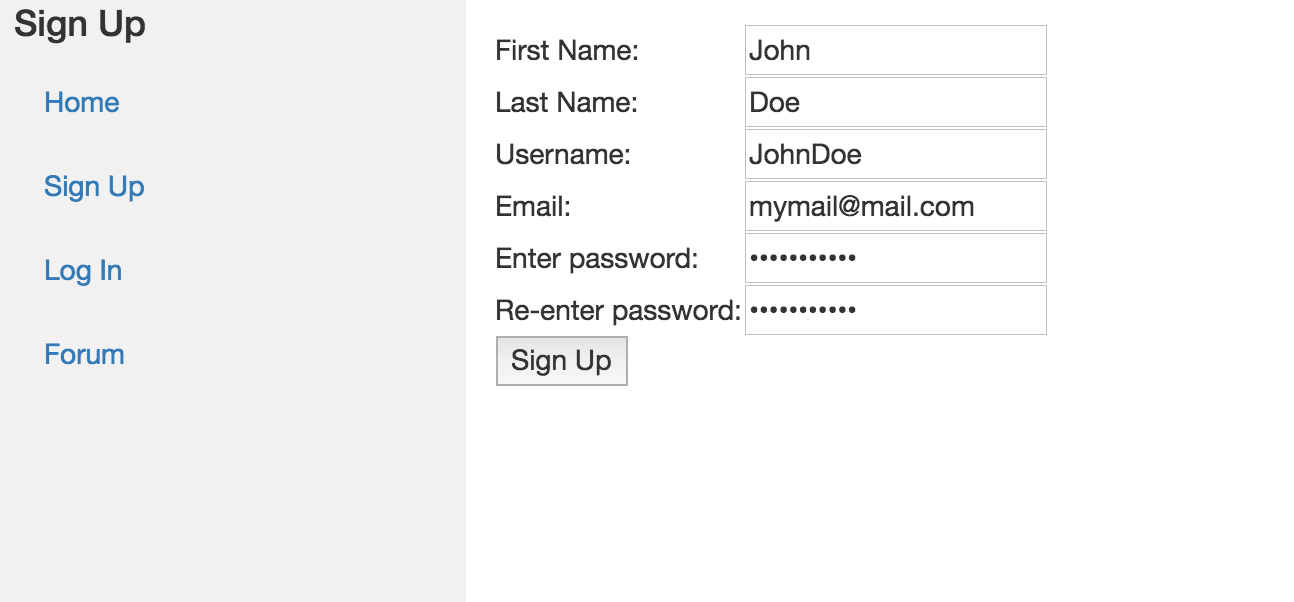 Sign Up
Home
Sign Up
Log In
Forum
First Name: John
Last Name: Doe
Username: JohnDoe
Email: mymail@mail.com
Enter password: •••••••••••
Re-enter password: •••••••••••
Sign Up